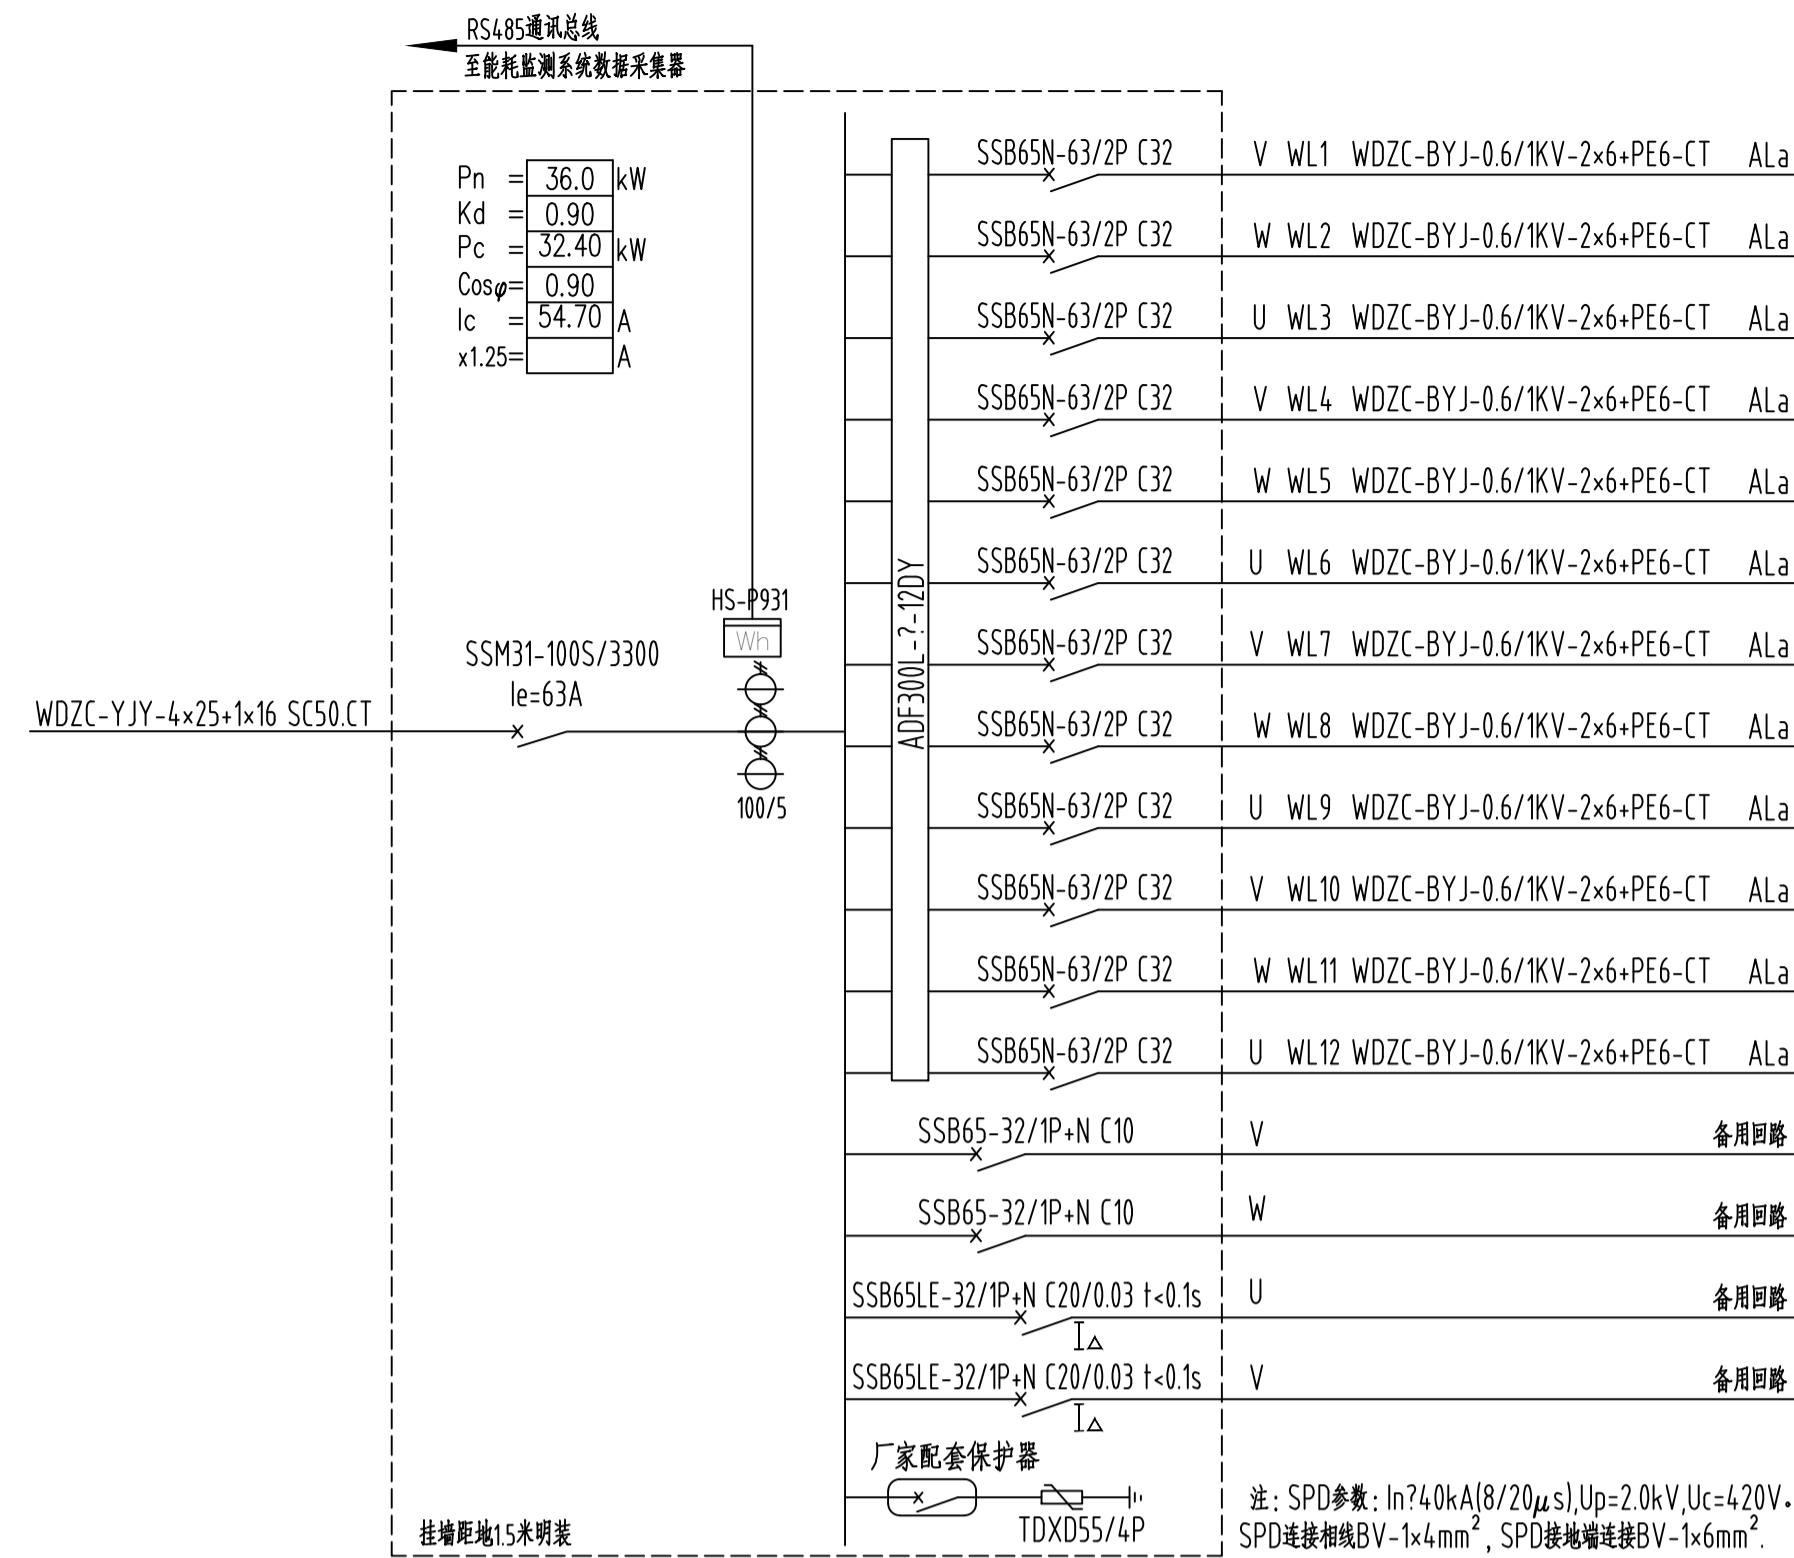 RS485通讯总线
至能耗监测系统数据采集器
Pn = 36.0 kW
Kd = 0.90
Pc = 32.40 kW
Cosφ= 0.90
Ic = 54.70 A
x1.25= A
SSB65N-63/2P C32 V WL1 WDZC-BYJ-0.6/1KV-2×6+PE6-CT ALa
SSB65N-63/2P C32 W WL2 WDZC-BYJ-0.6/1KV-2×6+PE6-CT ALa
SSB65N-63/2P C32 U WL3 WDZC-BYJ-0.6/1KV-2×6+PE6-CT ALa
SSB65N-63/2P C32 V WL4 WDZC-BYJ-0.6/1KV-2×6+PE6-CT ALa
SSB65N-63/2P C32 W WL5 WDZC-BYJ-0.6/1KV-2×6+PE6-CT ALa
SSB65N-63/2P C32 U WL6 WDZC-BYJ-0.6/1KV-2×6+PE6-CT ALa
SSB65N-63/2P C32 V WL7 WDZC-BYJ-0.6/1KV-2×6+PE6-CT ALa
SSB65N-63/2P C32 W WL8 WDZC-BYJ-0.6/1KV-2×6+PE6-CT ALa
SSB65N-63/2P C32 U WL9 WDZC-BYJ-0.6/1KV-2×6+PE6-CT ALa
SSB65N-63/2P C32 V WL10 WDZC-BYJ-0.6/1KV-2×6+PE6-CT ALa
SSB65N-63/2P C32 W WL11 WDZC-BYJ-0.6/1KV-2×6+PE6-CT ALa
SSB65N-63/2P C32 U WL12 WDZC-BYJ-0.6/1KV-2×6+PE6-CT ALa
ADF300L-?-12DY
HS-P931
Wh
SSM31-100S/3300
Ie=63A
WDZC-YJY-4×25+1×16 SC50.CT
100/5
SSB65-32/1P+N C10 V 备用回路
SSB65-32/1P+N C10 W 备用回路
SSB65LE-32/1P+N C20/0.03 t<0.1s U 备用回路
I△
SSB65LE-32/1P+N C20/0.03 t<0.1s V 备用回路
I△
厂家配套保护器
TDXD55/4P
挂墙距地1.5米明装
注: SPD参数: In?40kA(8/20μs),Up=2.0kV,Uc=420V。
SPD连接相线BV-1×4mm², SPD接地端连接BV-1×6mm².